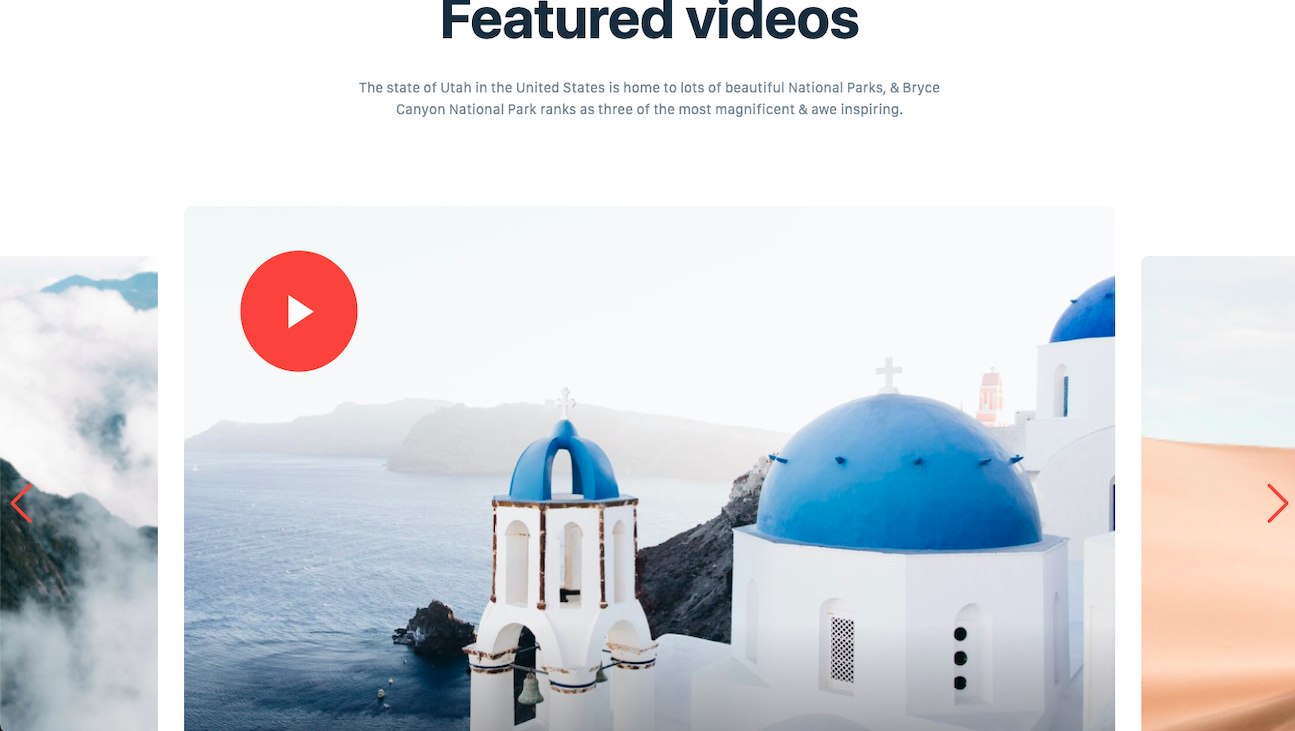 Featured videos
The state of Utah in the United States is home to lots of beautiful National Parks, & Bryce
Canyon National Park ranks as three of the most magnificent & awe inspiring.